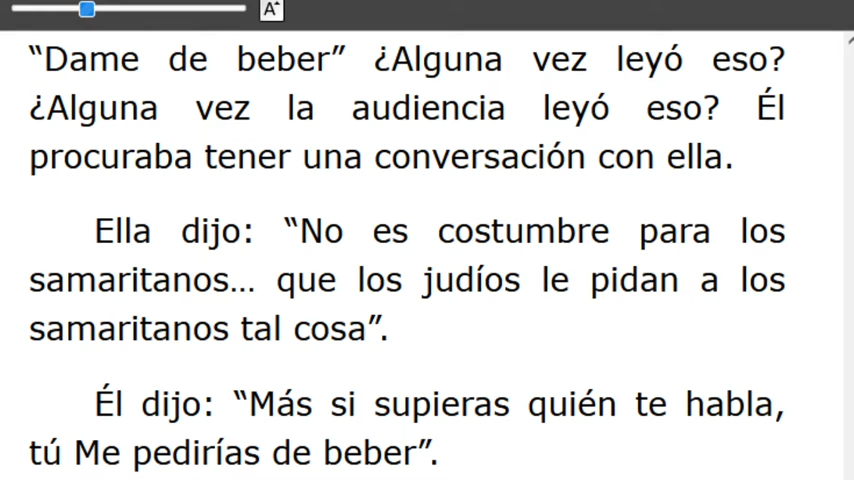 A
“Dame de beber” ¿Alguna vez leyó eso?
¿Alguna vez la audiencia leyó eso? Él
procuraba tener una conversación con ella.
Ella dijo: “No es costumbre para los
samaritanos… que los judíos le pidan a los
samaritanos tal cosa”.
Él dijo: “Más si supieras quién te habla,
tú Me pedirías de beber”.